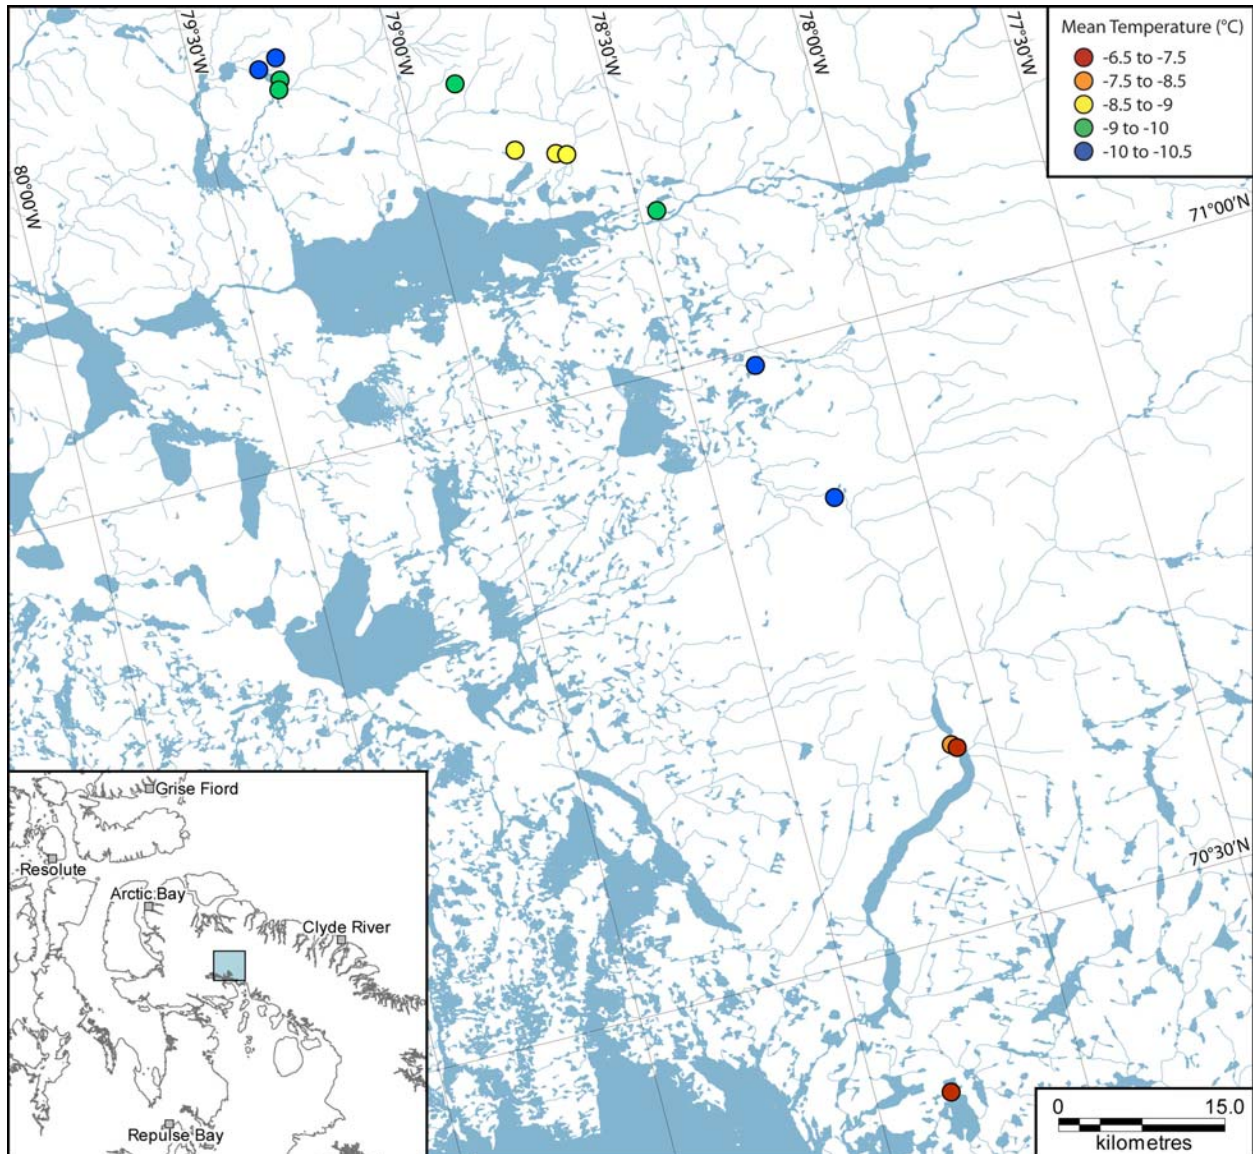 79°30'W
79°00'W
78°30'W
78°00'W
77°30'W
Mean Temperature (°C)
-6.5 to -7.5
-7.5 to -8.5
-8.5 to -9
-9 to -10
-10 to -10.5
80°00'W
71°00'N
70°30'N
Grise Fiord
Resolute
Arctic Bay
Clyde River
Repulse Bay
0 15.0
kilometres